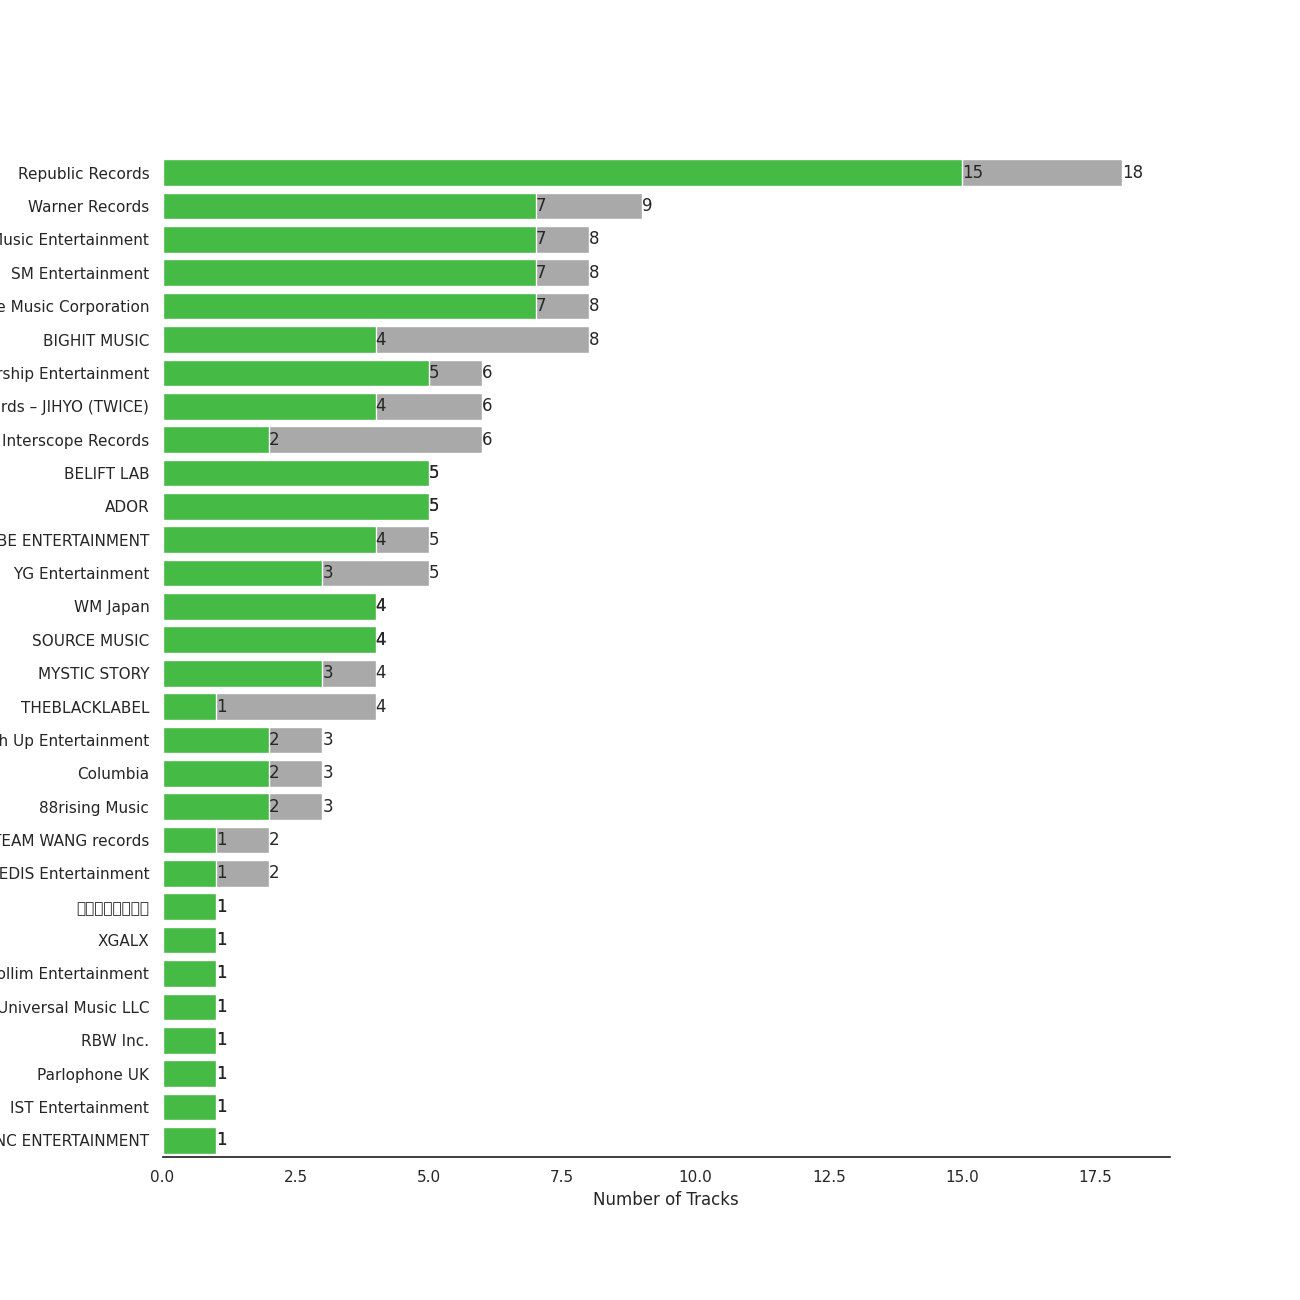 Republic Records 15 18
Warner Records 7 9
Music Entertainment 7 8
SM Entertainment 7 8
e Music Corporation 7 8
BIGHIT MUSIC 4 8
rship Entertainment 5 6
rds – JIHYO (TWICE) 4 6
Interscope Records 2 6
BELIFT LAB 5
ADOR 5
BE ENTERTAINMENT 4 5
YG Entertainment 3 5
WM Japan 4
SOURCE MUSIC 4
MYSTIC STORY 3 4
THEBLACKLABEL 1 4
h Up Entertainment 2 3
Columbia 2 3
88rising Music 2 3
TEAM WANG records 1 2
EDIS Entertainment 1 2
1
XGALX 1
ollim Entertainment 1
Universal Music LLC 1
RBW Inc. 1
Parlophone UK 1
IST Entertainment 1
NC ENTERTAINMENT 1
0.0 2.5 5.0 7.5 10.0 12.5 15.0 17.5
Number of Tracks